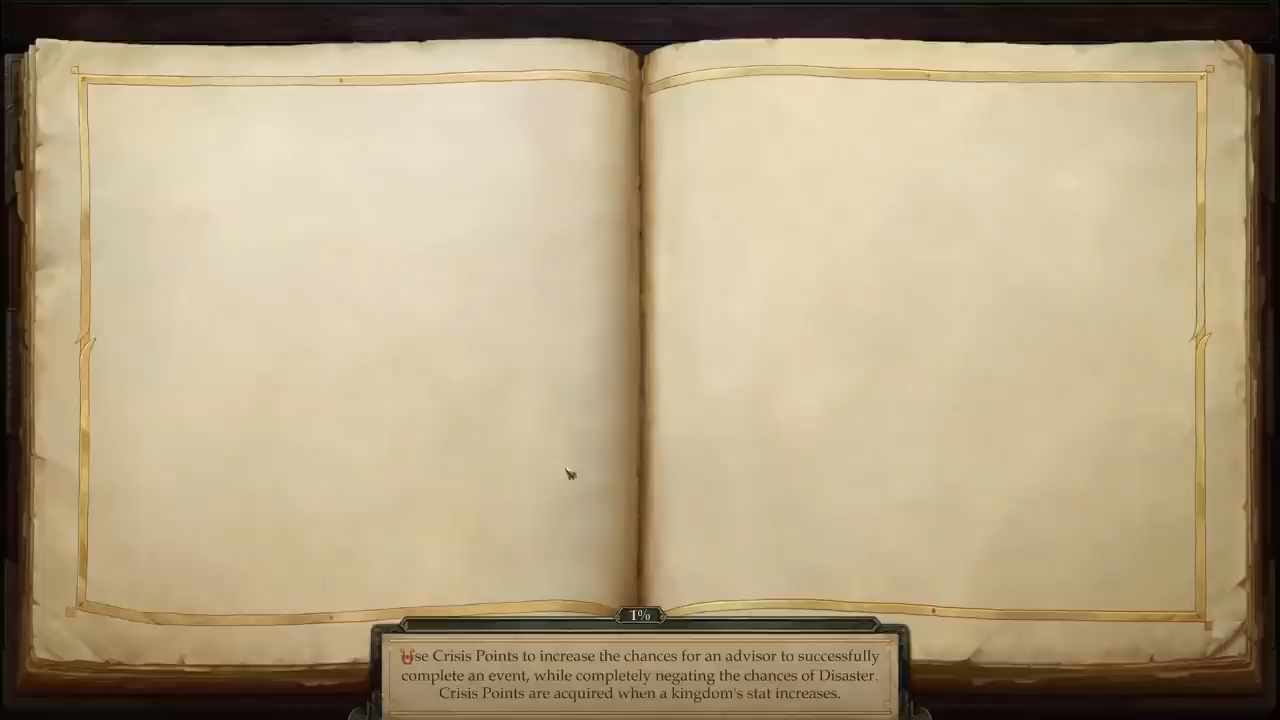 1%
Use Crisis Points to increase the chances for an advisor to successfully
complete an event, while completely negating the chances of Disaster.
Crisis Points are acquired when a kingdom's stat increases.